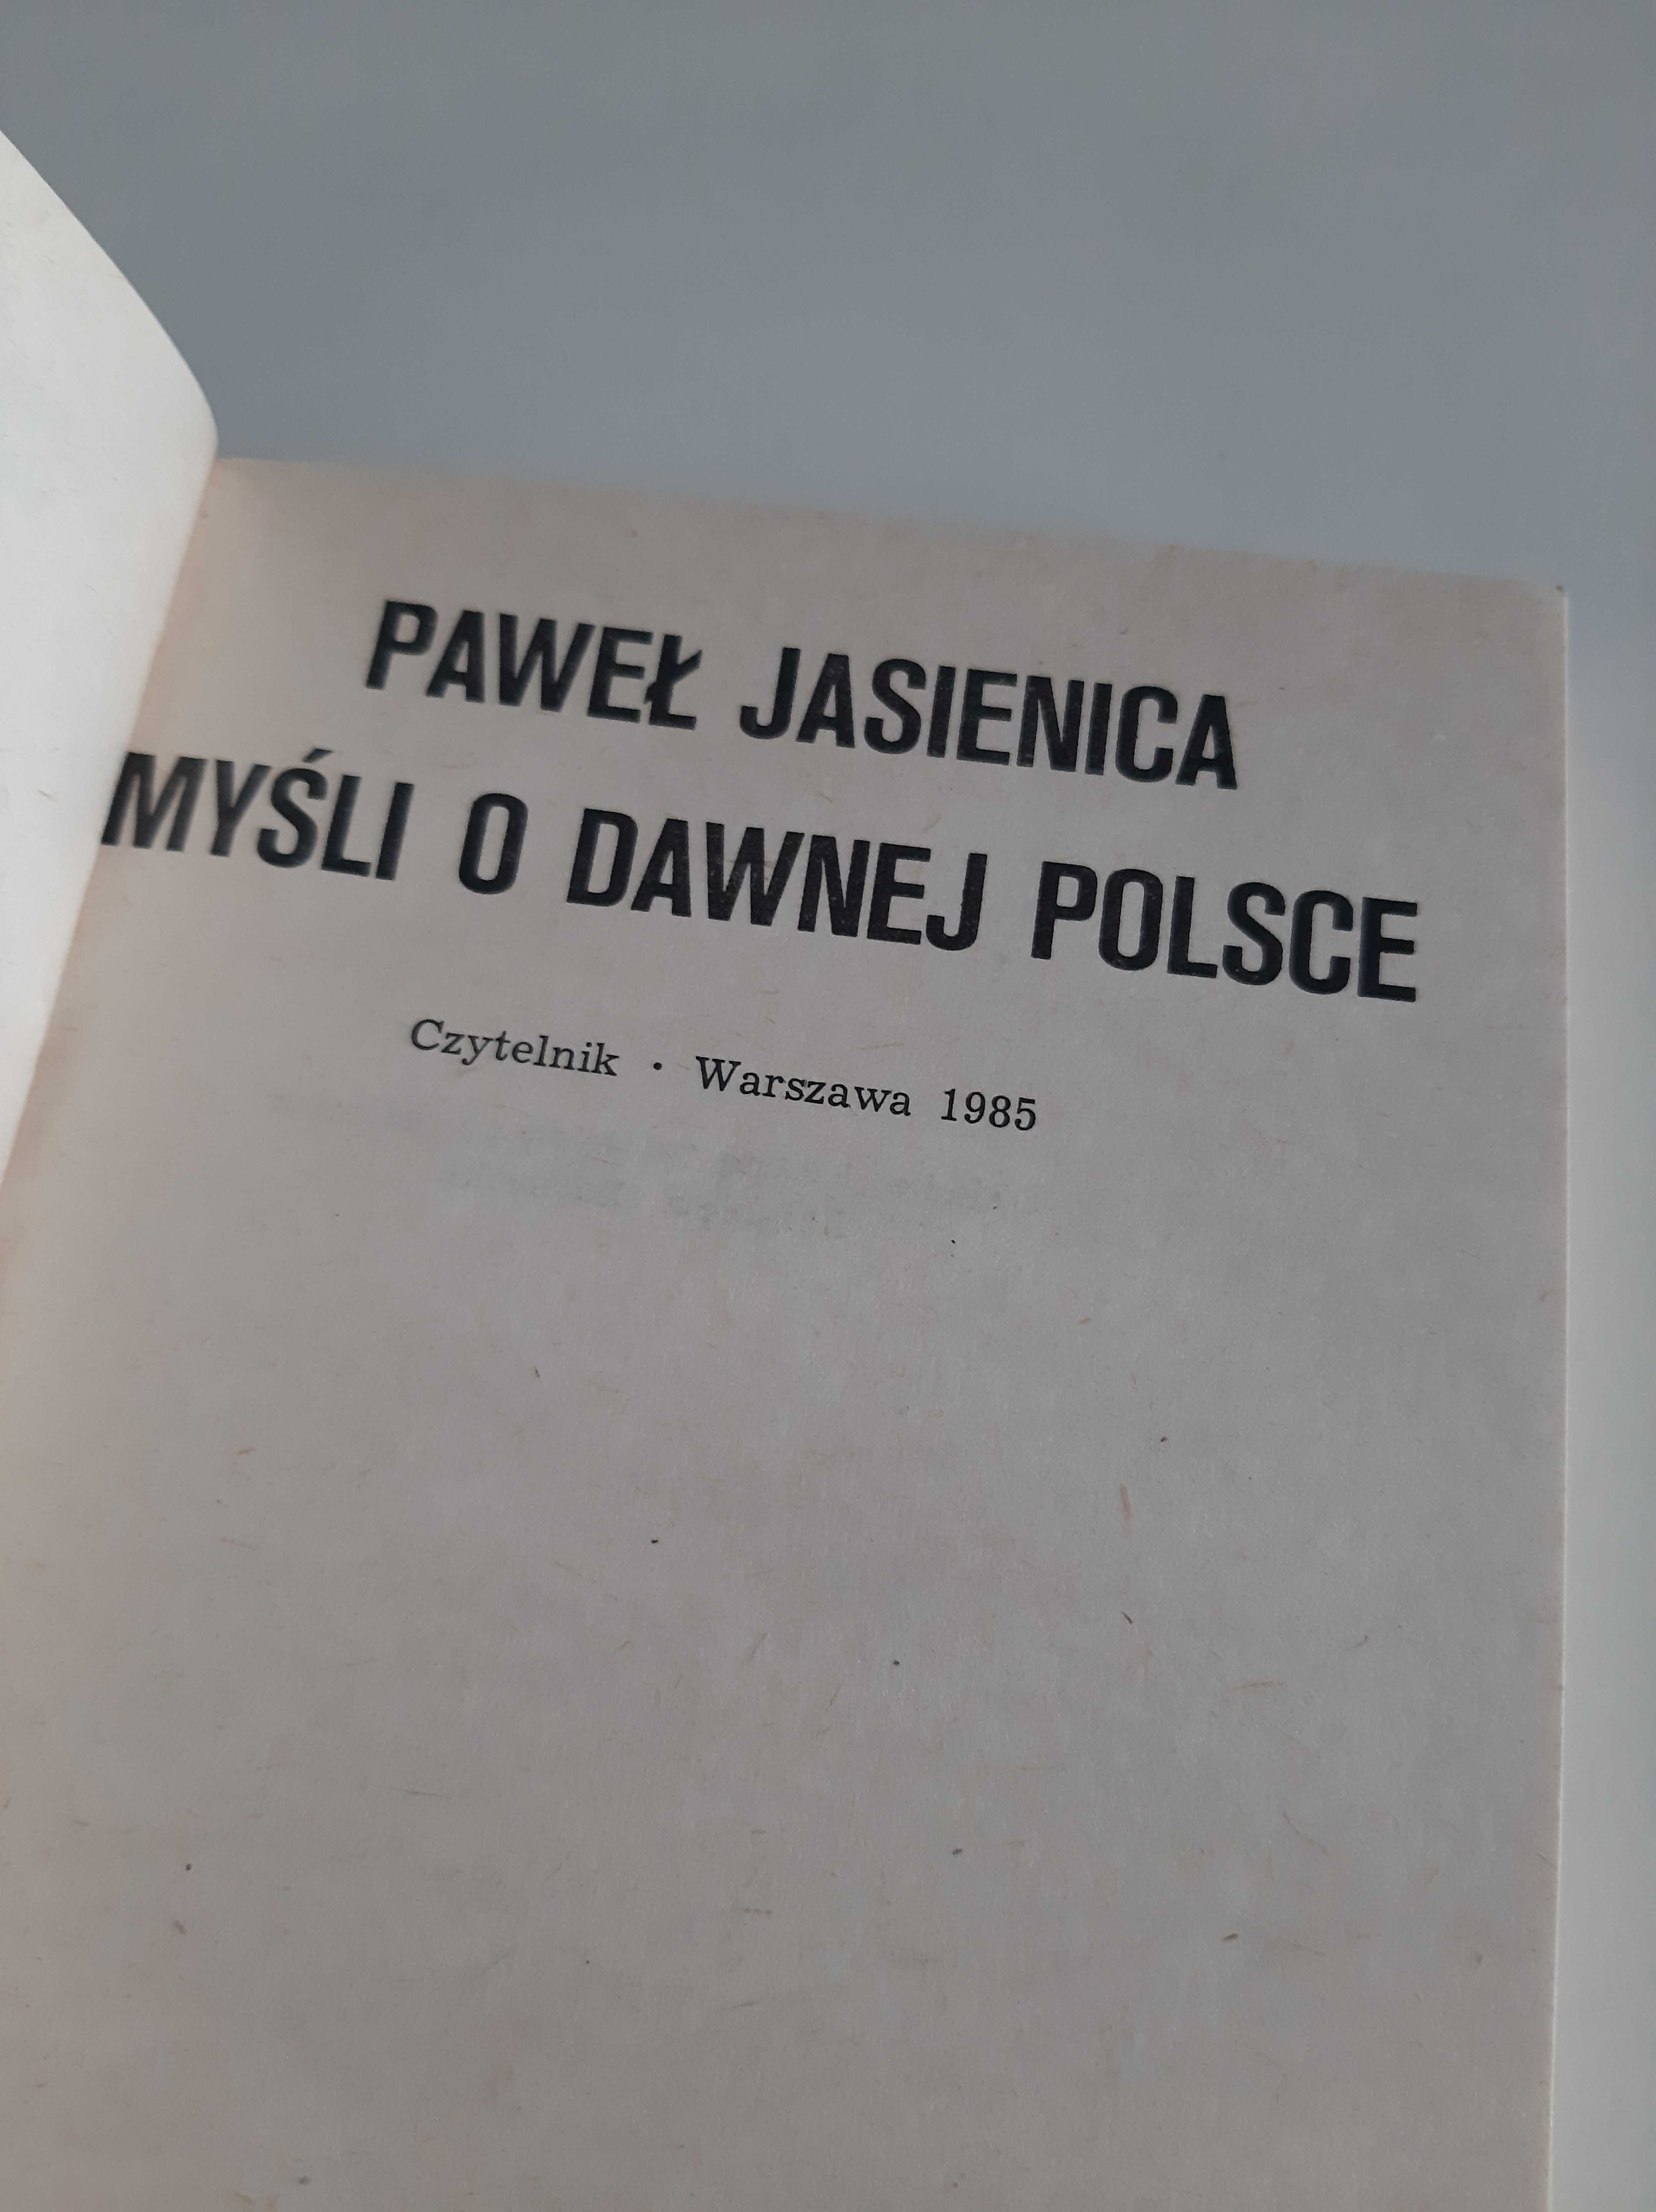 PAWEŁ JASIENICA
MYŚLI O DAWNEJ POLSCE
Czytelnik · Warszawa 1985